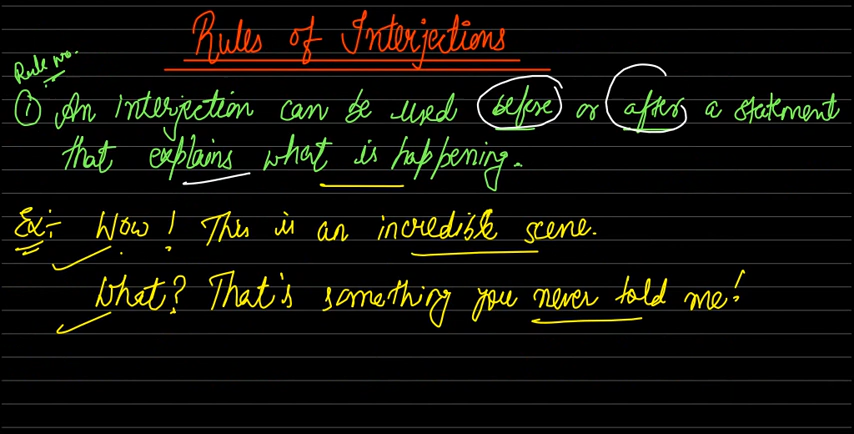 Rules of Interjections
Rule no.
① An interjection can be used before or after a statement
that explains what is happening.
Ex:- Wow! This is an incredible scene.
What? That's something you never told me!